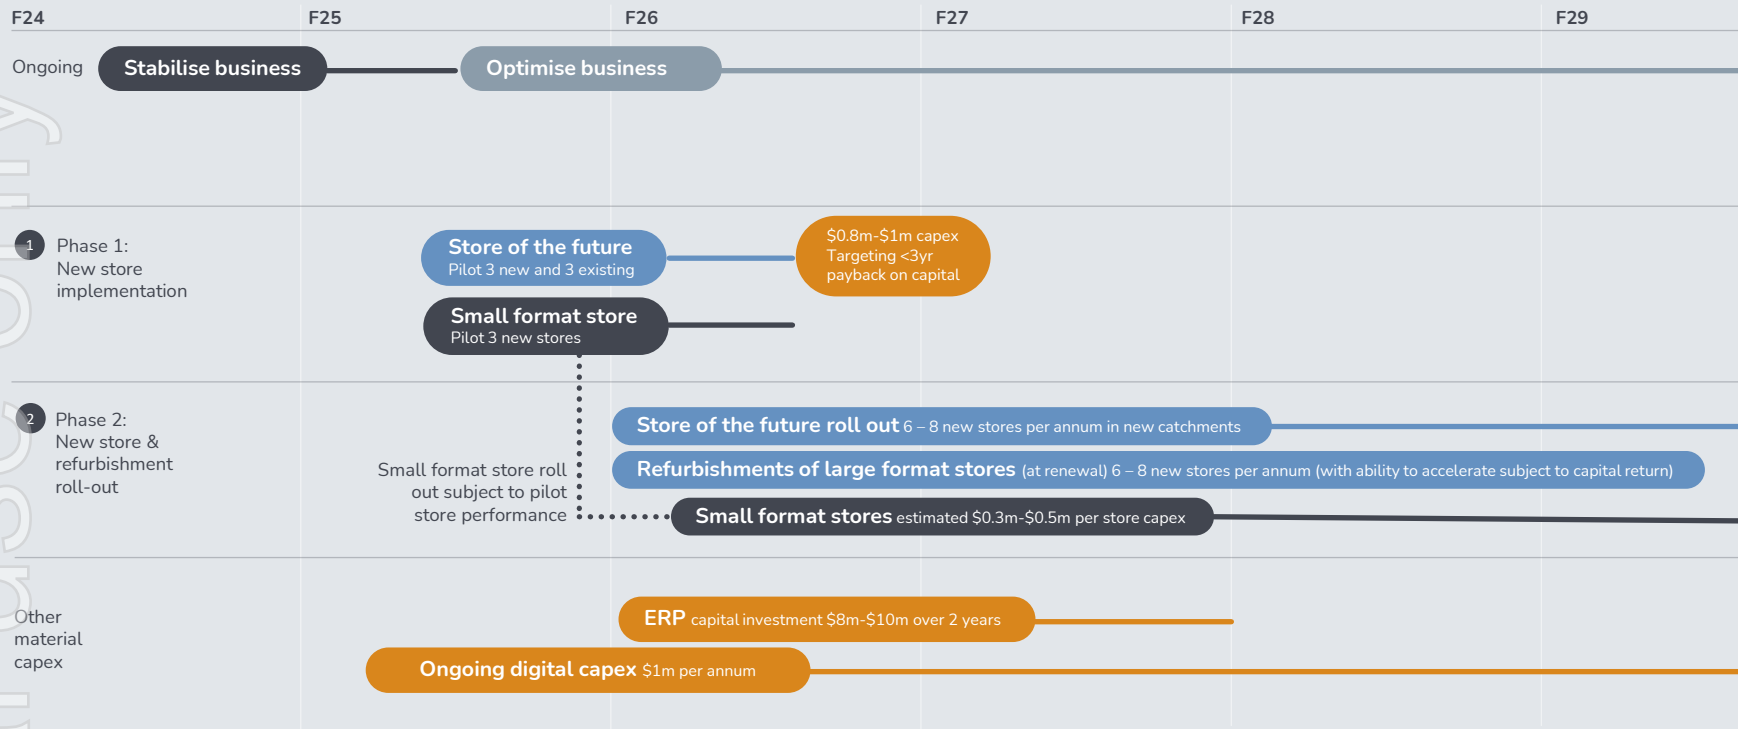 F24 F25 F26 F27 F28 F29
Ongoing
Stabilise business
Optimise business
1
Phase 1:
New store
implementation
Store of the future
Pilot 3 new and 3 existing
$0.8m-$1m capex
Targeting <3yr
payback on capital
Small format store
Pilot 3 new stores
2
Phase 2:
New store &
refurbishment
roll-out
Store of the future roll out 6 – 8 new stores per annum in new catchments
Refurbishments of large format stores (at renewal) 6 – 8 new stores per annum (with ability to accelerate subject to capital return)
Small format store roll
out subject to pilot
store performance
Small format stores estimated $0.3m-$0.5m per store capex
Other
material
capex
ERP capital investment $8m-$10m over 2 years
Ongoing digital capex $1m per annum